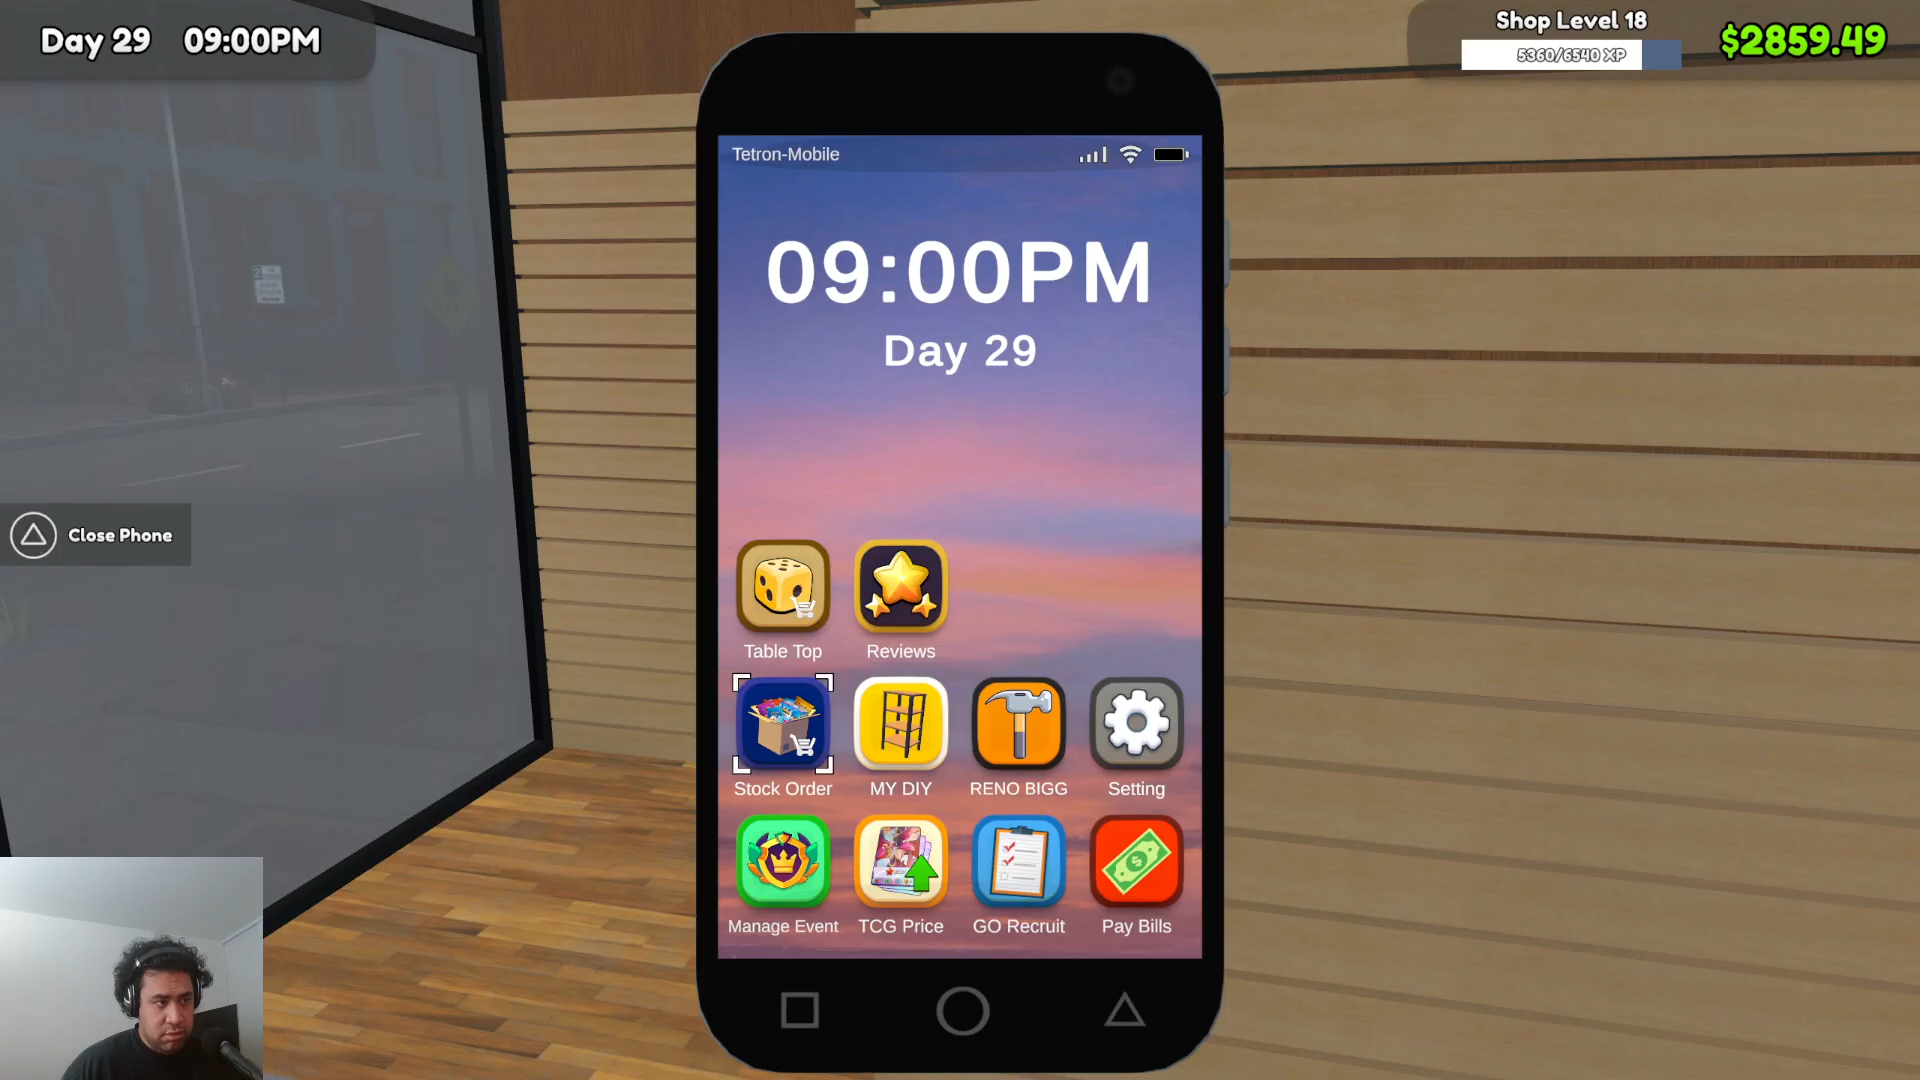 Day 29 09:00PM
Shop Level 18
5360/6540 XP
$2859.49
Tetron-Mobile
09:00PM
Day 29
Close Phone
Table Top Reviews
Stock Order MY DIY RENO BIGG Setting
Manage Event TCG Price GO Recruit Pay Bills